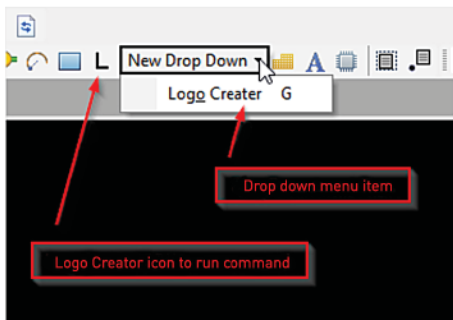 L New Drop Down A
Logo Creater G
Drop down menu item
Logo Creator icon to run command